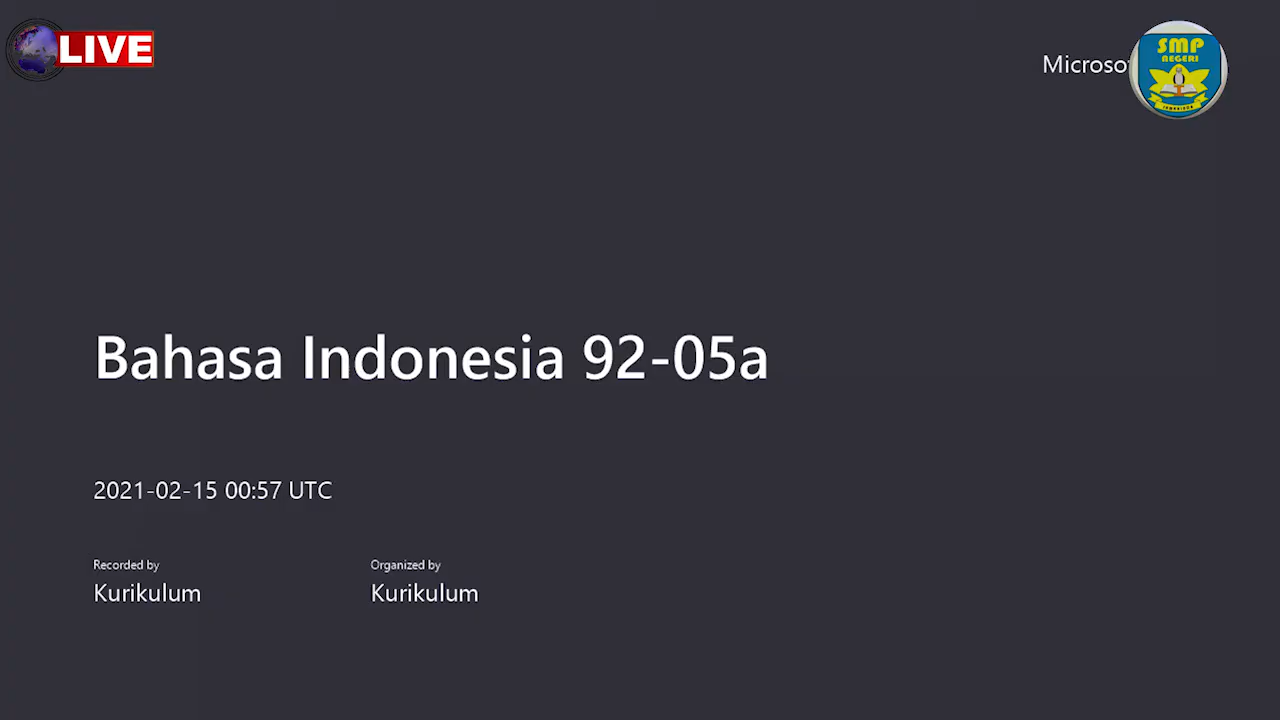 LIVE
Microso
SMP
NEGERI
Bahasa Indonesia 92-05a
2021-02-15 00:57 UTC
Recorded by
Organized by
Kurikulum
Kurikulum